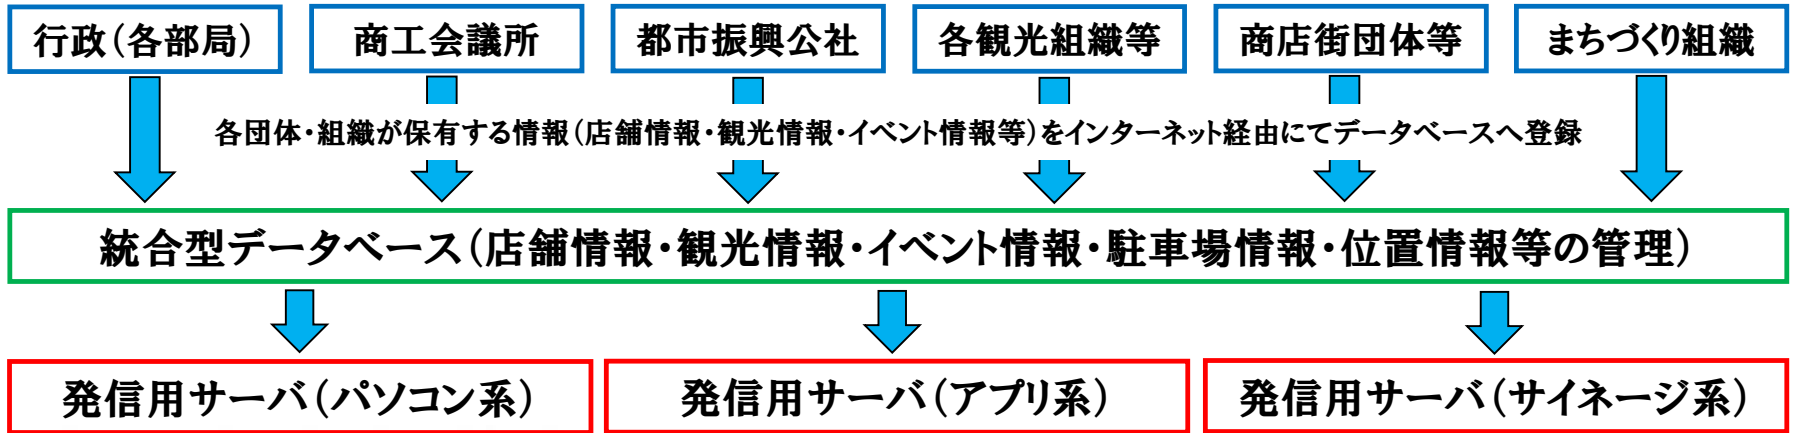 行政（各部局）
商工会議所
都市振興公社
各観光組織等
商店街団体等
まちづくり組織
各団体・組織が保有する情報（店舗情報・観光情報・イベント情報等）をインターネット経由にてデータベースへ登録
統合型データベース（店舗情報・観光情報・イベント情報・駐車場情報・位置情報等の管理）
発信用サーバ（パソコン系）
発信用サーバ（アプリ系）
発信用サーバ（サイネージ系）